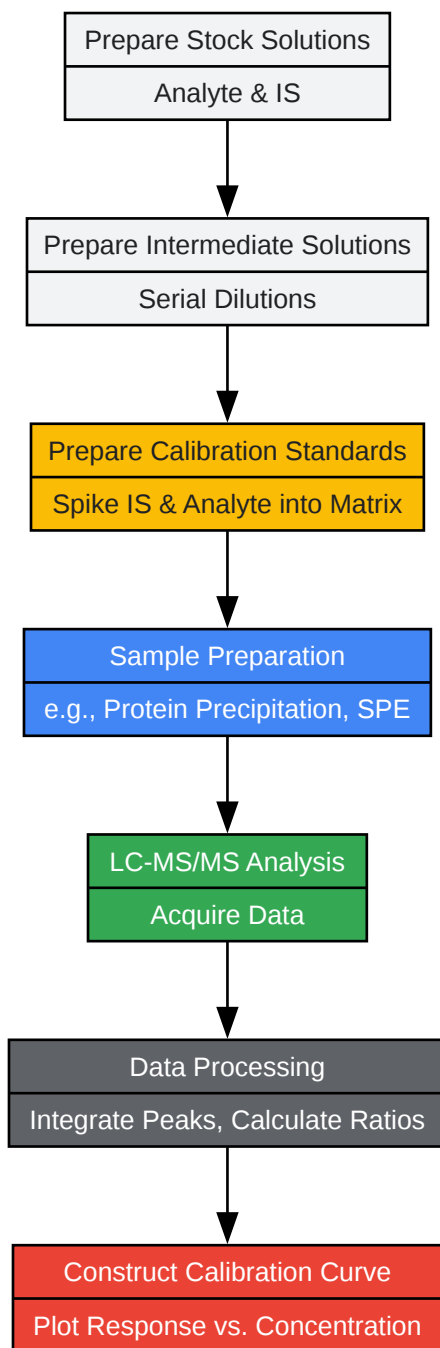 Prepare Stock Solutions
Analyte & IS
Prepare Intermediate Solutions
Serial Dilutions
Prepare Calibration Standards
Spike IS & Analyte into Matrix
Sample Preparation
e.g., Protein Precipitation, SPE
LC-MS/MS Analysis
Acquire Data
Data Processing
Integrate Peaks, Calculate Ratios
Construct Calibration Curve
Plot Response vs. Concentration